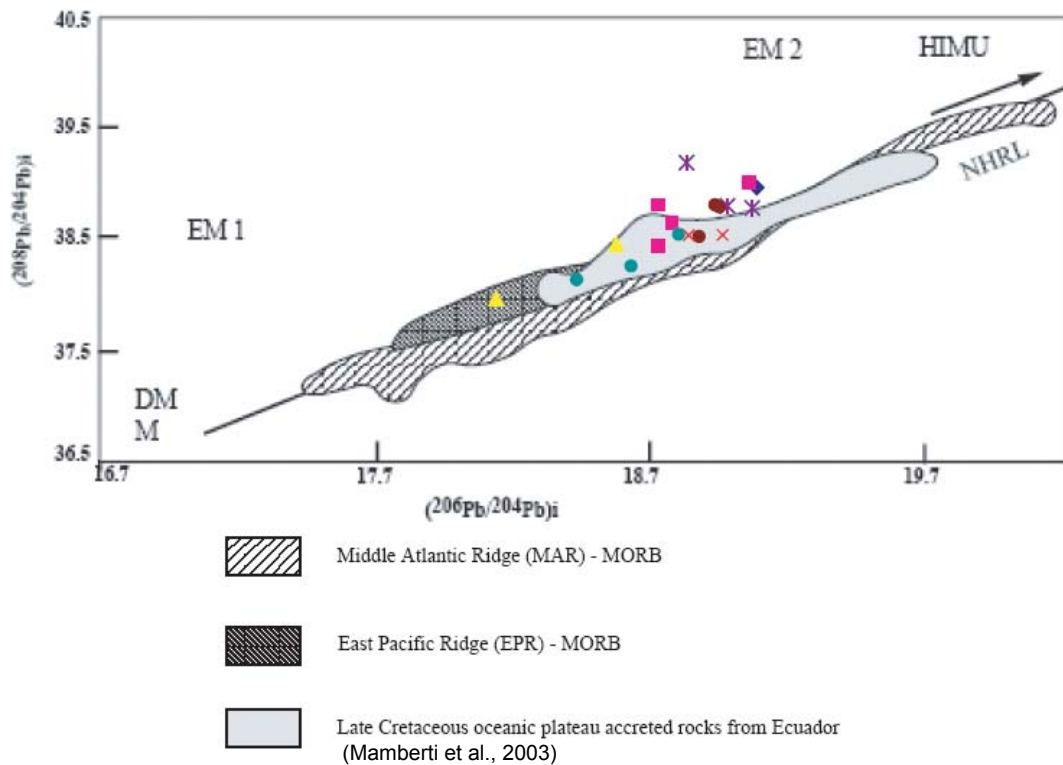 40.5
EM 2
HIMU
39.5
NHRL
(208Pb/204Pb)i
38.5
EM 1
37.5
DM
M
36.5
16.7
17.7
18.7
19.7
(206Pb/204Pb)i
Middle Atlantic Ridge (MAR) - MORB
East Pacific Ridge (EPR) - MORB
Late Cretaceous oceanic plateau accreted rocks from Ecuador
(Mamberti et al., 2003)